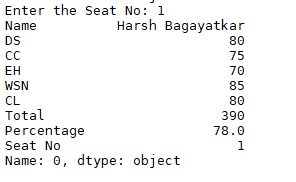 Enter the Seat No: 1
Name Harsh Bagayatkar
DS 80
CC 75
EH 70
WSN 85
CL 80
Total 390
Percentage 78.0
Seat No 1
Name: 0, dtype: object